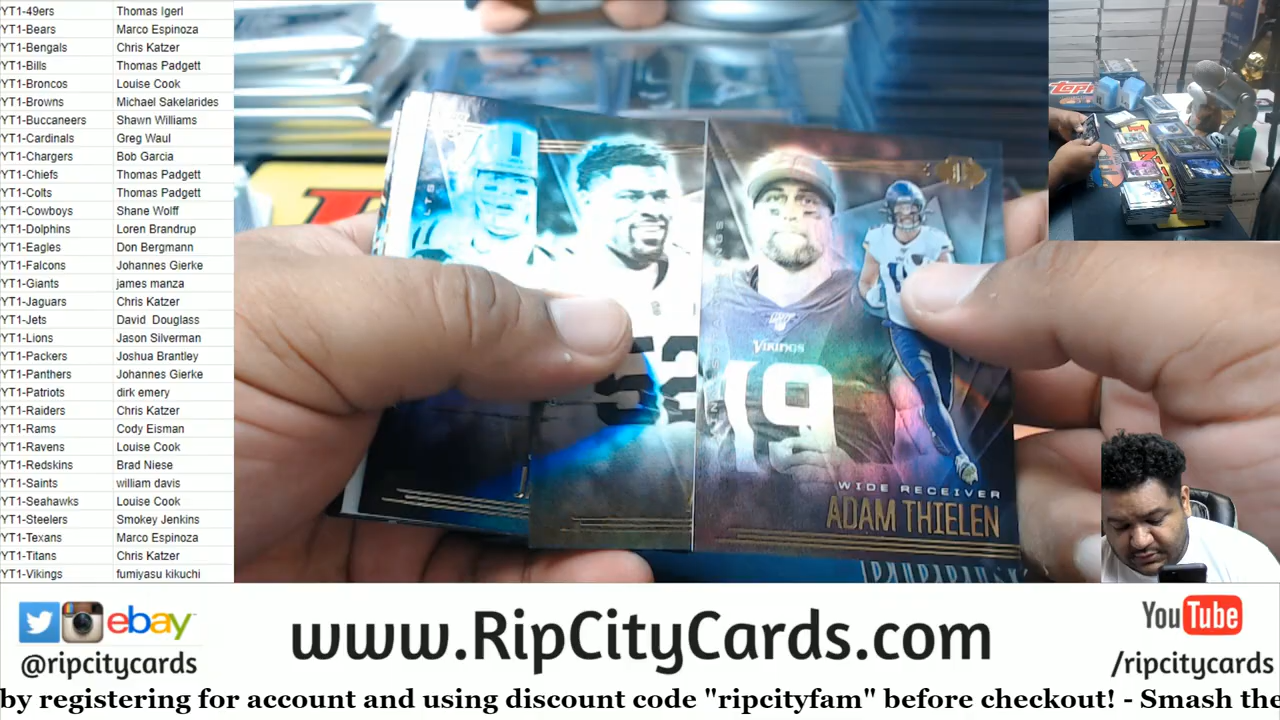 YT1-49ers Thomas Igerl
YT1-Bears Marco Espinoza
YT1-Bengals Chris Katzer
YT1-Bills Thomas Padgett
YT1-Broncos Louise Cook
YT1-Browns Michael Sakelarides
YT1-Buccaneers Shawn Williams
YT1-Cardinals Greg Waul
YT1-Chargers Bob Garcia
YT1-Chiefs Thomas Padgett
YT1-Colts Thomas Padgett
YT1-Cowboys Shane Wolff
YT1-Dolphins Loren Brandrup
YT1-Eagles Don Bergmann
YT1-Falcons Johannes Gierke
YT1-Giants james manza
YT1-Jaguars Chris Katzer
YT1-Jets David Douglass
YT1-Lions Jason Silverman
YT1-Packers Joshua Brantley
YT1-Panthers Johannes Gierke
YT1-Patriots dirk emery
YT1-Raiders Chris Katzer
YT1-Rams Cody Eisman
YT1-Ravens Louise Cook
YT1-Redskins Brad Niese
YT1-Saints william davis
YT1-Seahawks Louise Cook
YT1-Steelers Smokey Jenkins
YT1-Texans Marco Espinoza
YT1-Titans Chris Katzer
YT1-Vikings fumiyasu kikuchi
52
VIKINGS
19
WIDE RECEIVER
ADAM THIELEN
TOPPS
ebay
@ripcitycards
www.RipCityCards.com
YouTube
/ripcitycards
by registering for account and using discount code "ripcityfam" before checkout! - Smash the